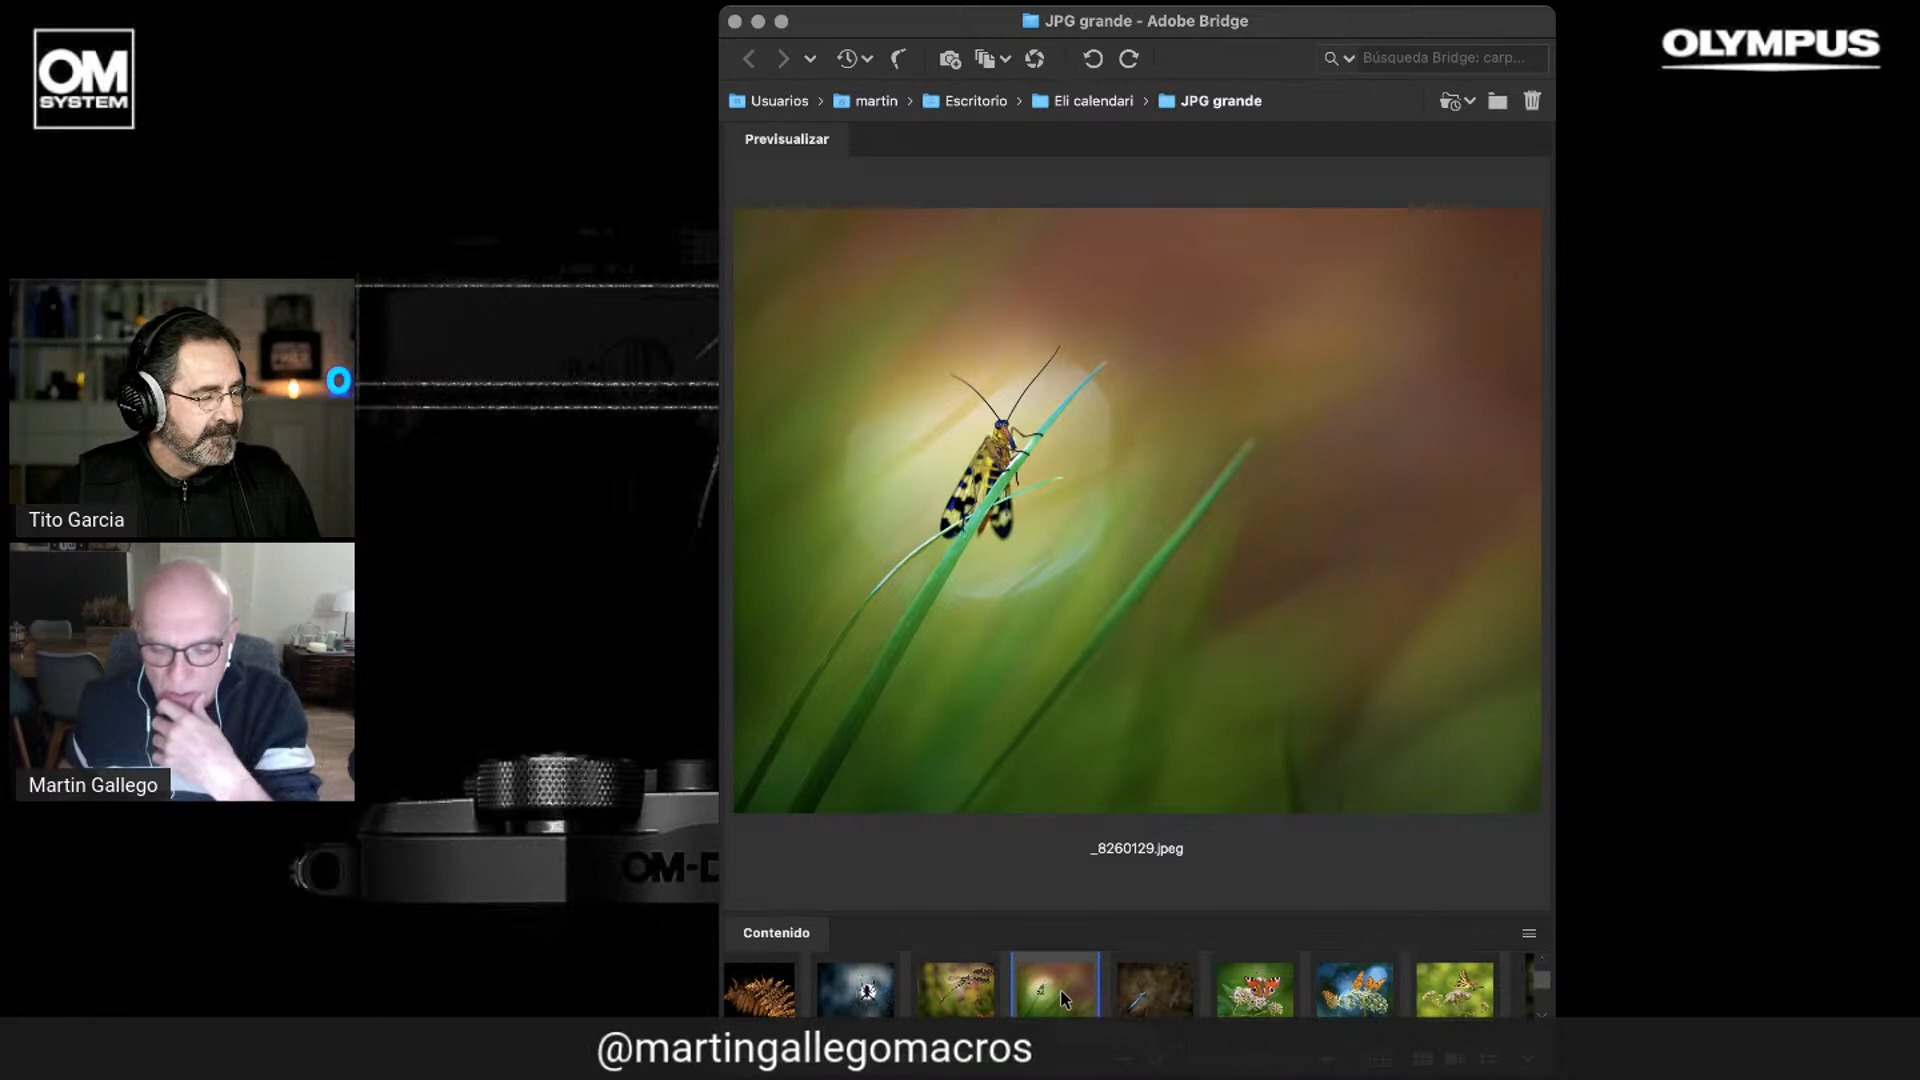 OM
SYSTEM
OLYMPUS
JPG grande - Adobe Bridge
Búsqueda Bridge: carp...
Usuarios
martin
Escritorio
Eli calendari
JPG grande
Previsualizar
Tito Garcia
Martin Gallego
OM-D
_8260129.jpeg
Contenido
@martingallegomacros